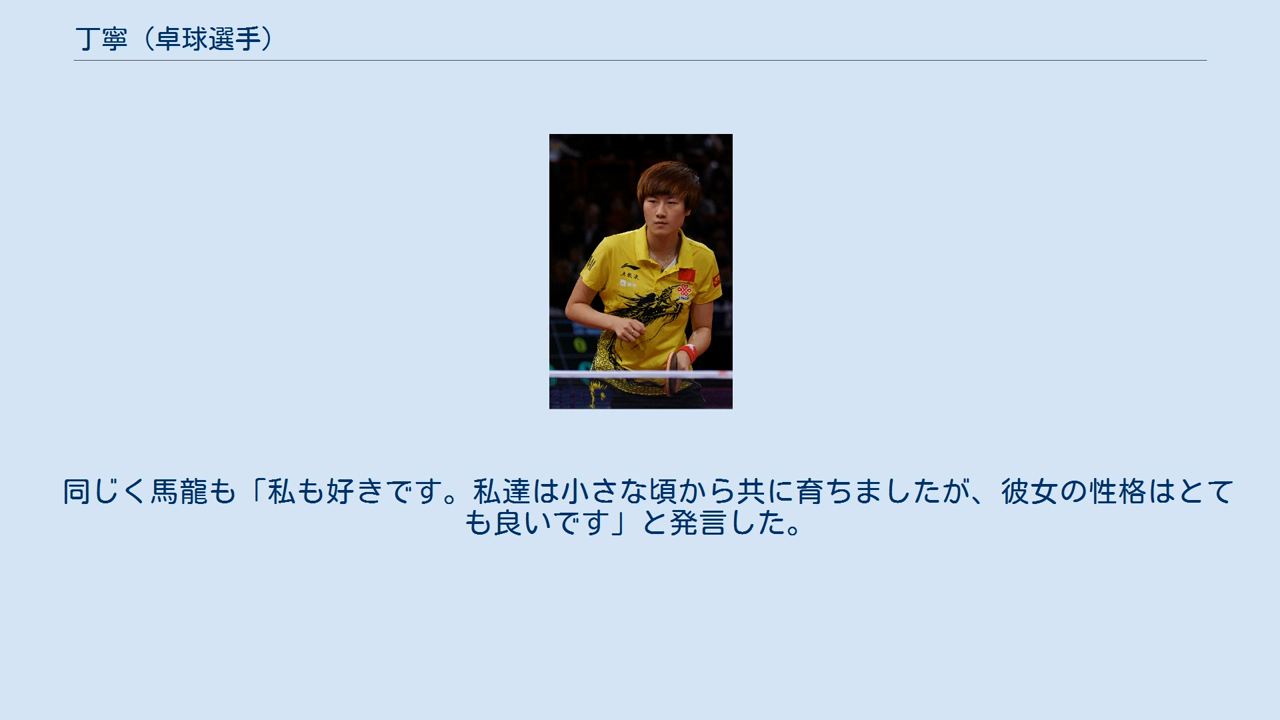 丁寧（卓球選手）
同じく馬龍も「私も好きです。私達は小さな頃から共に育ちましたが、彼女の性格はとて
も良いです」と発言した。